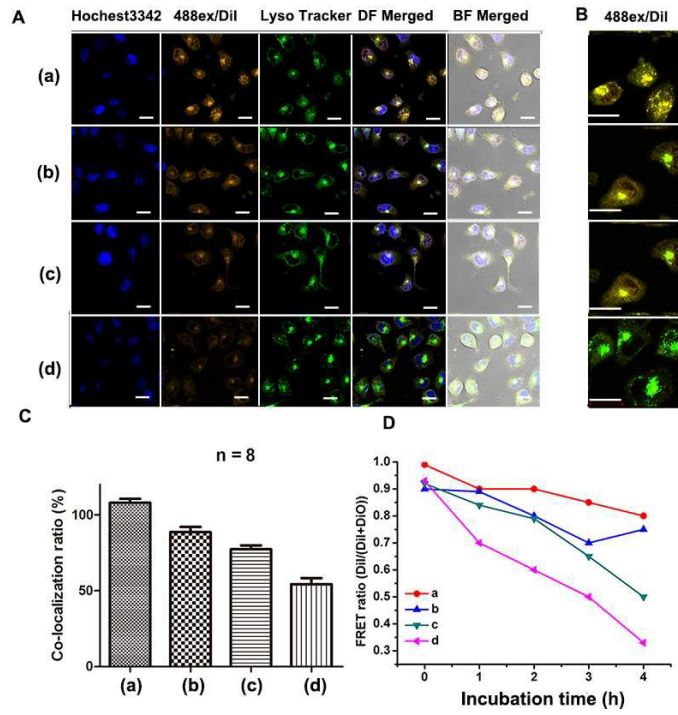 A
Hochest3342 488ex/DiI Lyso Tracker DF Merged BF Merged
B
488ex/DiI
(a)
(b)
(c)
(d)
C
n = 8
Co-localization ratio (%)
100
50
0
(a) (b) (c) (d)
D
FRET ratio (DiI/(DiI+DiO))
1.0
0.9
0.8
0.7
0.6
0.5
0.4
0.3
a
b
c
d
0 1 2 3 4
Incubation time (h)